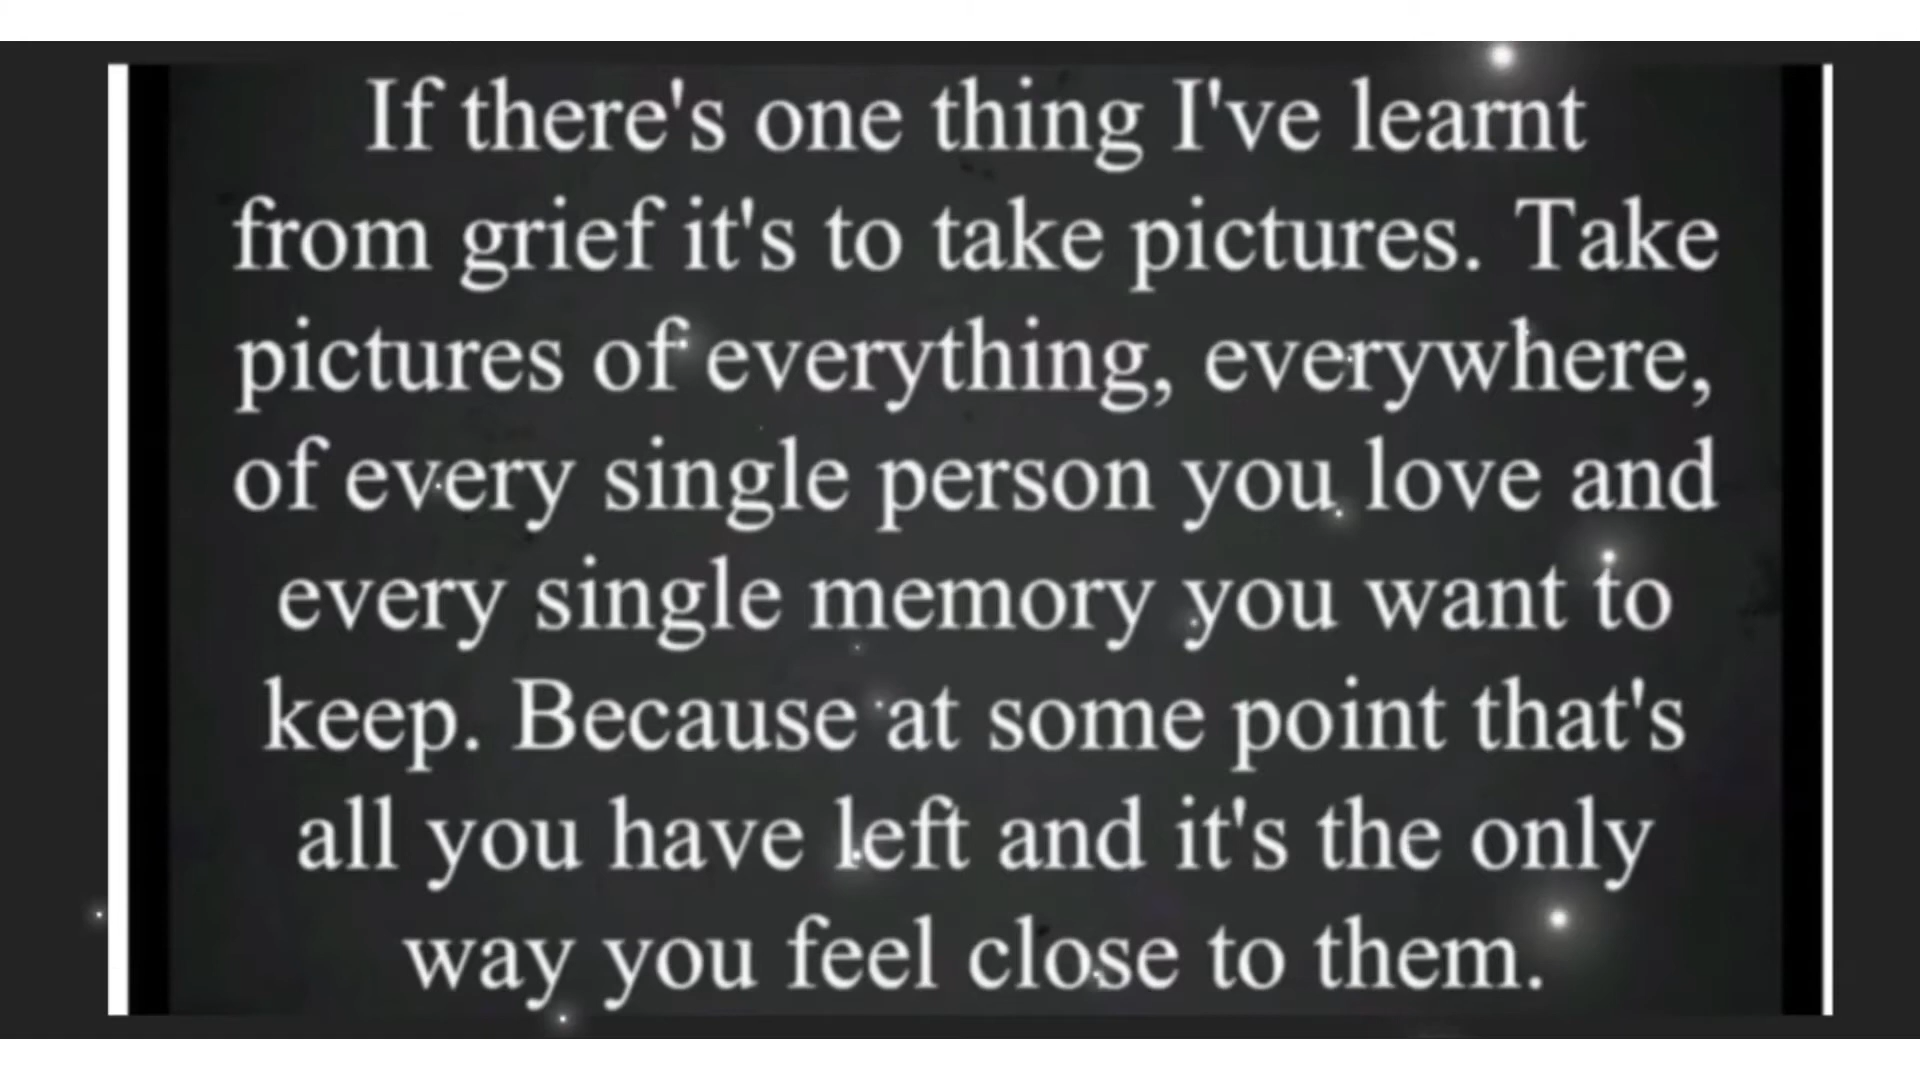 If there's one thing I've learnt
from grief it's to take pictures. Take
pictures of everything, everywhere,
of every single person you love and
every single memory you want to
keep. Because at some point that's
all you have left and it's the only
way you feel close to them.